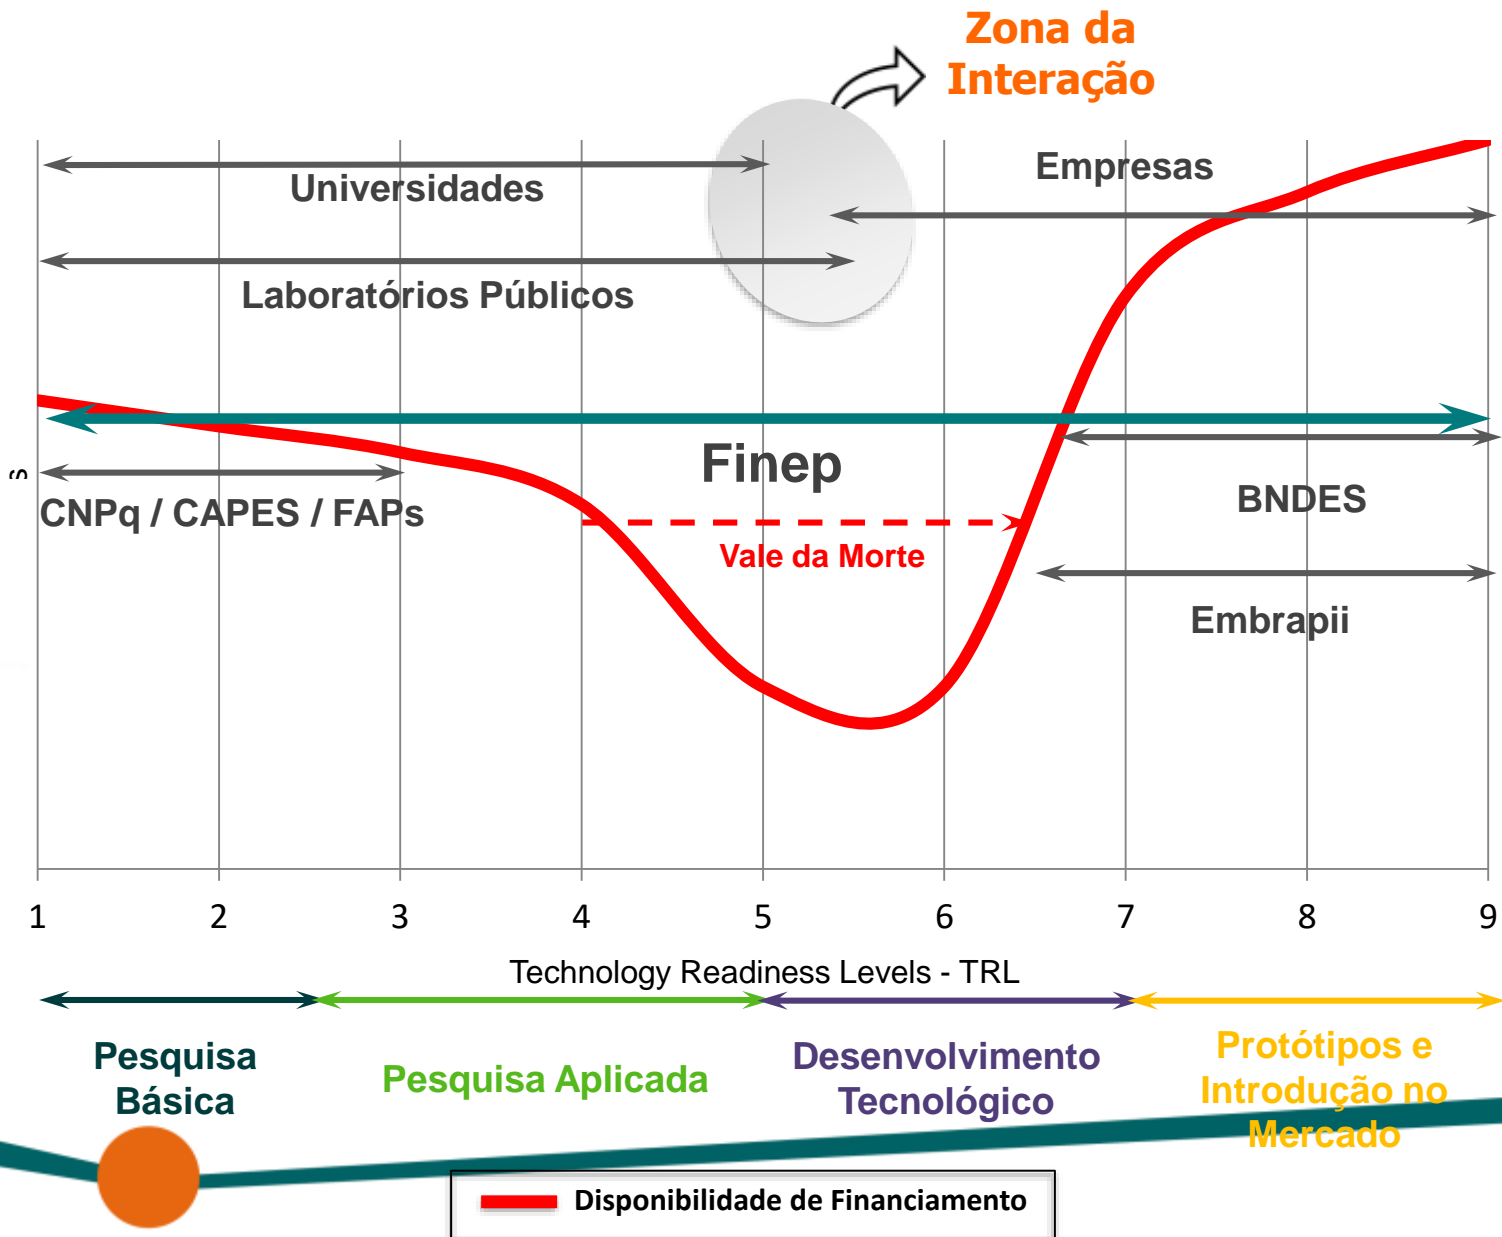 Zona da
Interação
Empresas
Universidades
Laboratórios Públicos
Finep
s
CNPq / CAPES / FAPs
BNDES
Vale da Morte
Embrapii
1 2 3 4 5 6 7 8 9
Technology Readiness Levels - TRL
Pesquisa
Básica
Pesquisa Aplicada
Desenvolvimento
Tecnológico
Protótipos e
Introdução no
Mercado
Disponibilidade de Financiamento